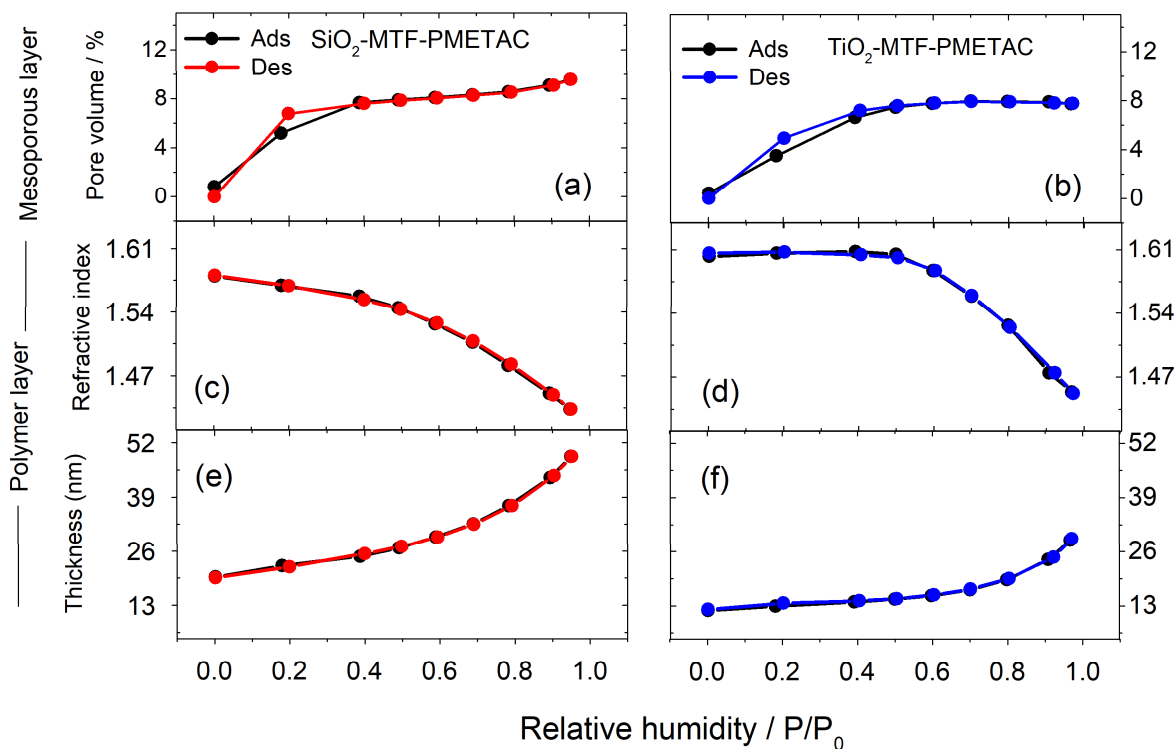 Mesoporous layer
Polymer layer
Pore volume / %
12
8
4
0
Ads
Des
SiO₂-MTF-PMETAC
(a)
Ads
Des
TiO₂-MTF-PMETAC
(b)
12
8
4
0
Refractive index
1.61
1.54
1.47
(c)
(d)
1.61
1.54
1.47
Thickness (nm)
52
39
26
13
(e)
(f)
52
39
26
13
0.0 0.2 0.4 0.6 0.8 1.0
0.0 0.2 0.4 0.6 0.8 1.0
Relative humidity / P/P₀